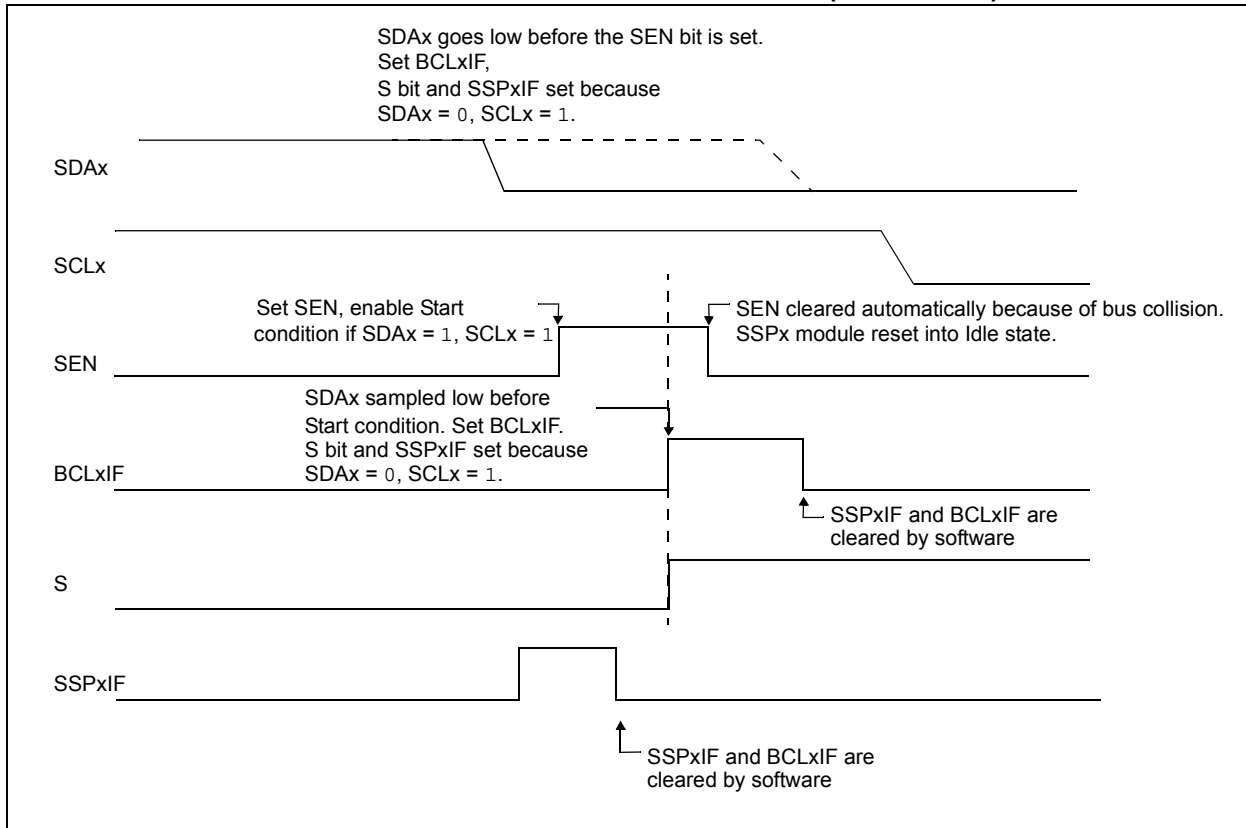 SDAx goes low before the SEN bit is set.
Set BCLxIF,
S bit and SSPxIF set because
SDAx = 0, SCLx = 1.
SDAx
SCLx
Set SEN, enable Start
condition if SDAx = 1, SCLx = 1
SEN cleared automatically because of bus collision.
SSPx module reset into Idle state.
SEN
SDAx sampled low before
Start condition. Set BCLxIF.
S bit and SSPxIF set because
SDAx = 0, SCLx = 1.
BCLxIF
SSPxIF and BCLxIF are
cleared by software
S
SSPxIF
SSPxIF and BCLxIF are
cleared by software